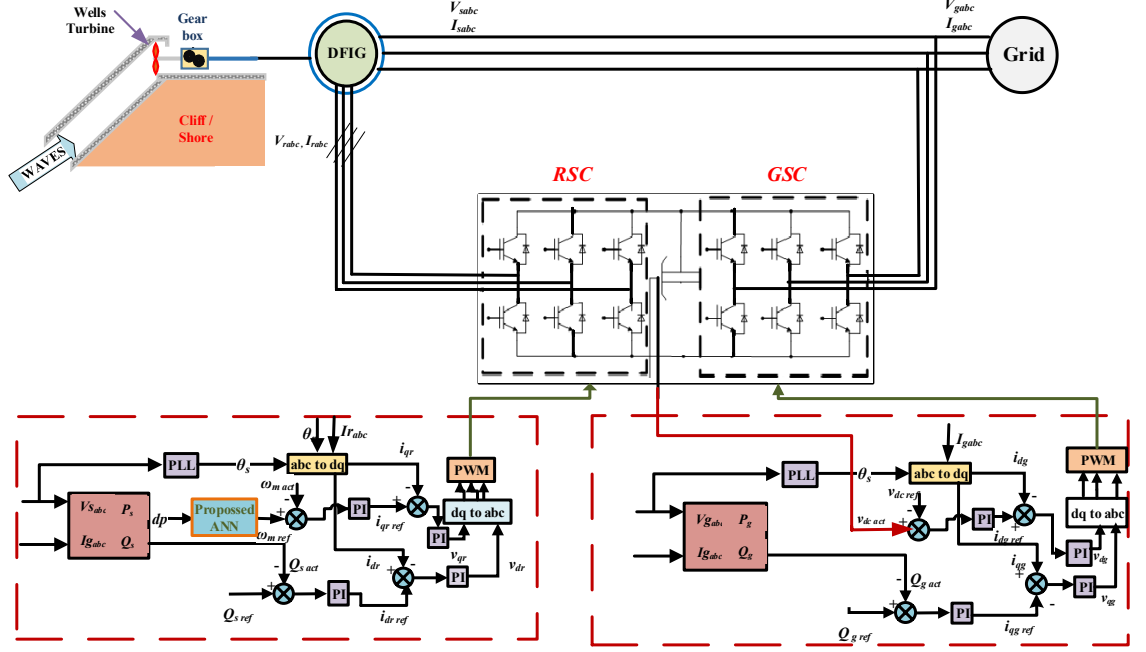 Wells
Turbine
Gear
box
DFIG
V_sabc
I_sabc
V_gabc
I_gabc
Grid
Cliff /
Shore
WAVES
V_rabc , I_rabc
RSC
GSC
θ
Ir_abc
PLL
θ_s
abc to dq
i_qr
PWM
ω_m act
-
Vs_abc P_s
dp
Propossed
ANN
+
PI
+
-
dq to abc
ω_m ref
i_qr ref
PI
Ig_abc Q_s
v_qr
-
Q_s act
i_dr
+
-
PI
v_dr
+
PI
Q_s ref
i_dr ref
I_gabc
PLL
θ_s
abc to dq
i_dg
PWM
v_dc ref
-
-
Vg_abc P_g
v_dc act
+
PI
+
dq to abc
i_dg ref
Ig_abc Q_g
i_qg
PI
v_dg
-
Q_g act
+
PI
v_qg
+
PI
-
Q_g ref
i_qg ref